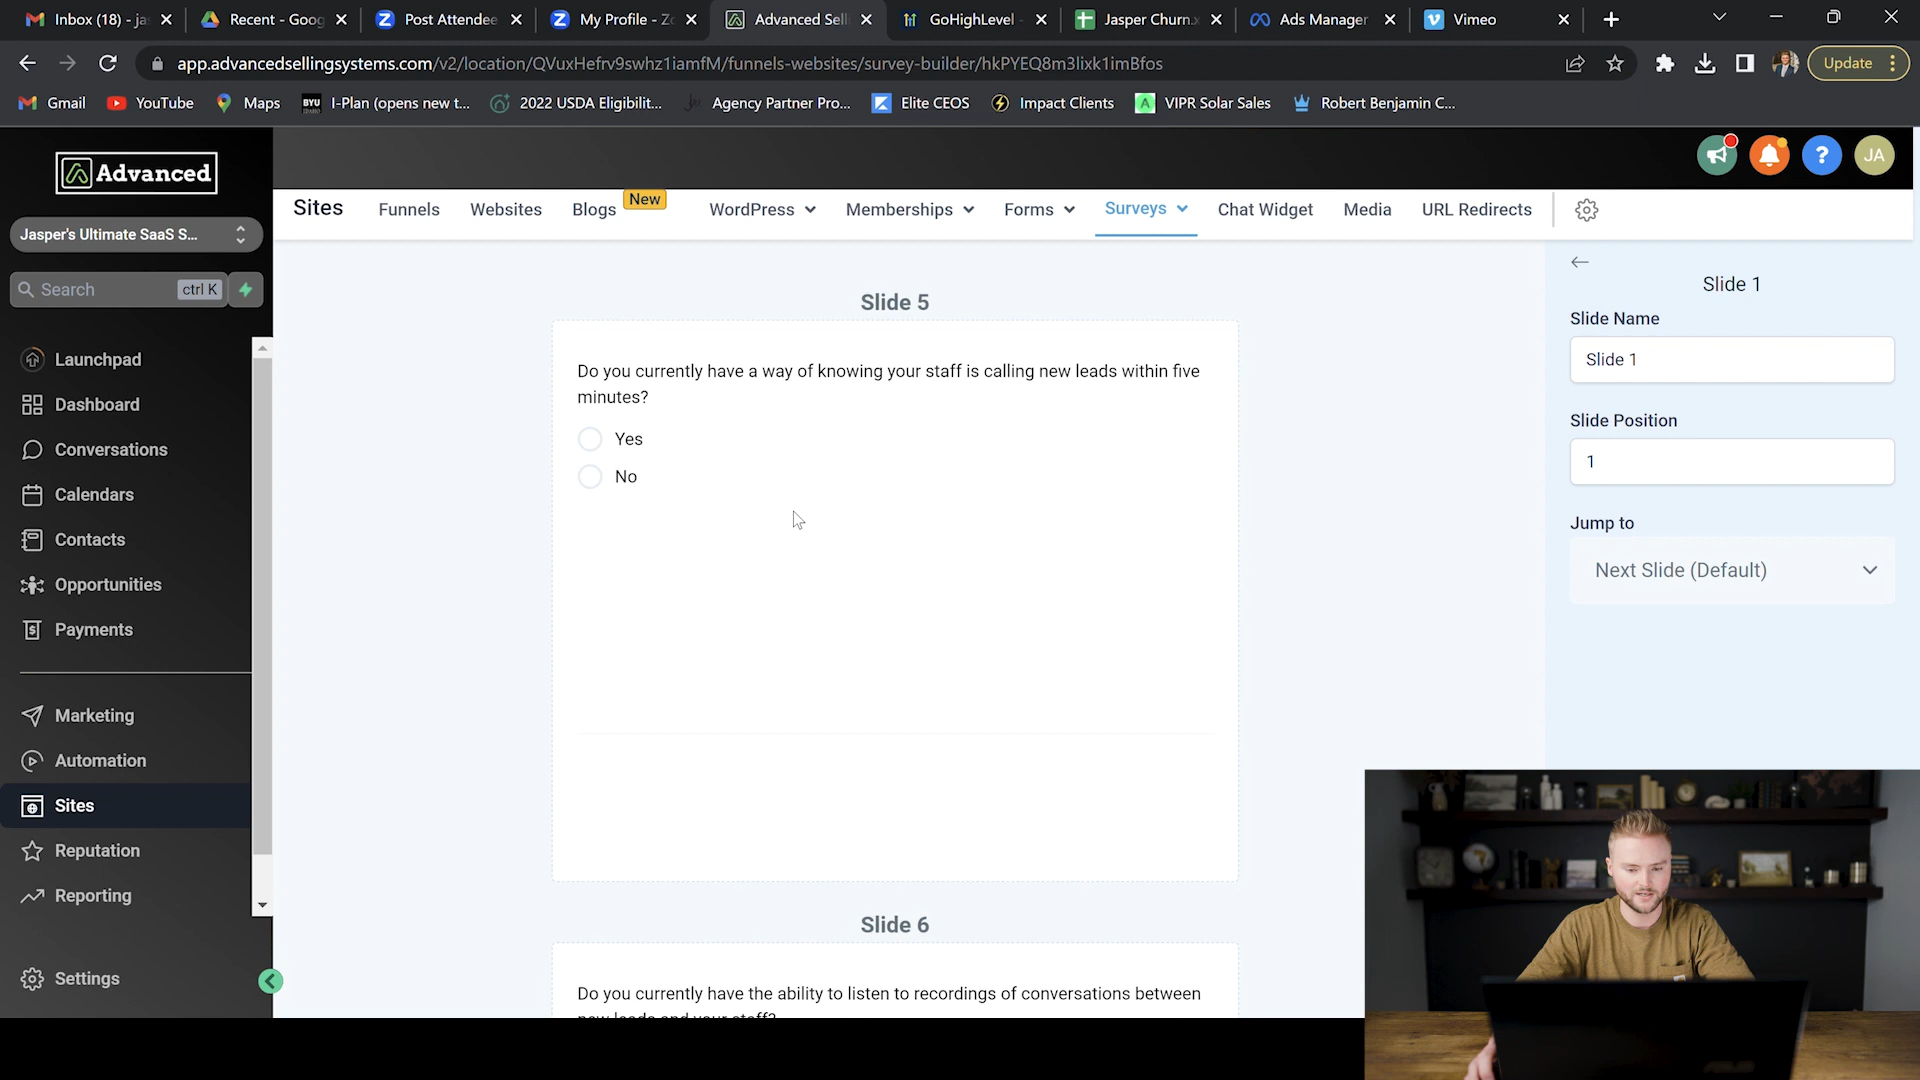 Inbox (18) - ja
Recent - Goog
Post Attendee
My Profile - Zo
Advanced Sell
GoHighLevel -
Jasper Churn.x
Ads Manager
Vimeo
app.advancedsellingsystems.com/v2/location/QVuxHefrv9swhz1iamfM/funnels-websites/survey-builder/hkPYEQ8m3lixk1imBfos
Update
Gmail
YouTube
Maps
BYU
I-Plan (opens new t...
2022 USDA Eligibilit...
Agency Partner Pro...
Elite CEOS
Impact Clients
VIPR Solar Sales
Robert Benjamin C...
Advanced
JA
Sites
Funnels
Websites
Blogs
New
WordPress
Memberships
Forms
Surveys
Chat Widget
Media
URL Redirects
Jasper's Ultimate SaaS S...
Search
ctrl K
Launchpad
Dashboard
Conversations
Calendars
Contacts
Opportunities
Payments
Marketing
Automation
Sites
Reputation
Reporting
Settings
Slide 5
Do you currently have a way of knowing your staff is calling new leads within five
minutes?
Yes
No
Slide 6
Do you currently have the ability to listen to recordings of conversations between
new leads and your staff?
Slide 1
Slide Name
Slide 1
Slide Position
1
Jump to
Next Slide (Default)